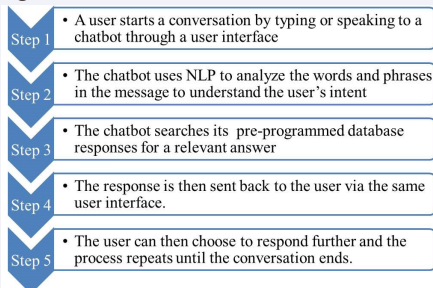 Step 1
• A user starts a conversation by typing or speaking to a
chatbot through a user interface
Step 2
• The chatbot uses NLP to analyze the words and phrases
in the message to understand the user's intent
Step 3
• The chatbot searches its pre-programmed database
responses for a relevant answer
Step 4
• The response is then sent back to the user via the same
user interface.
Step 5
• The user can then choose to respond further and the
process repeats until the conversation ends.